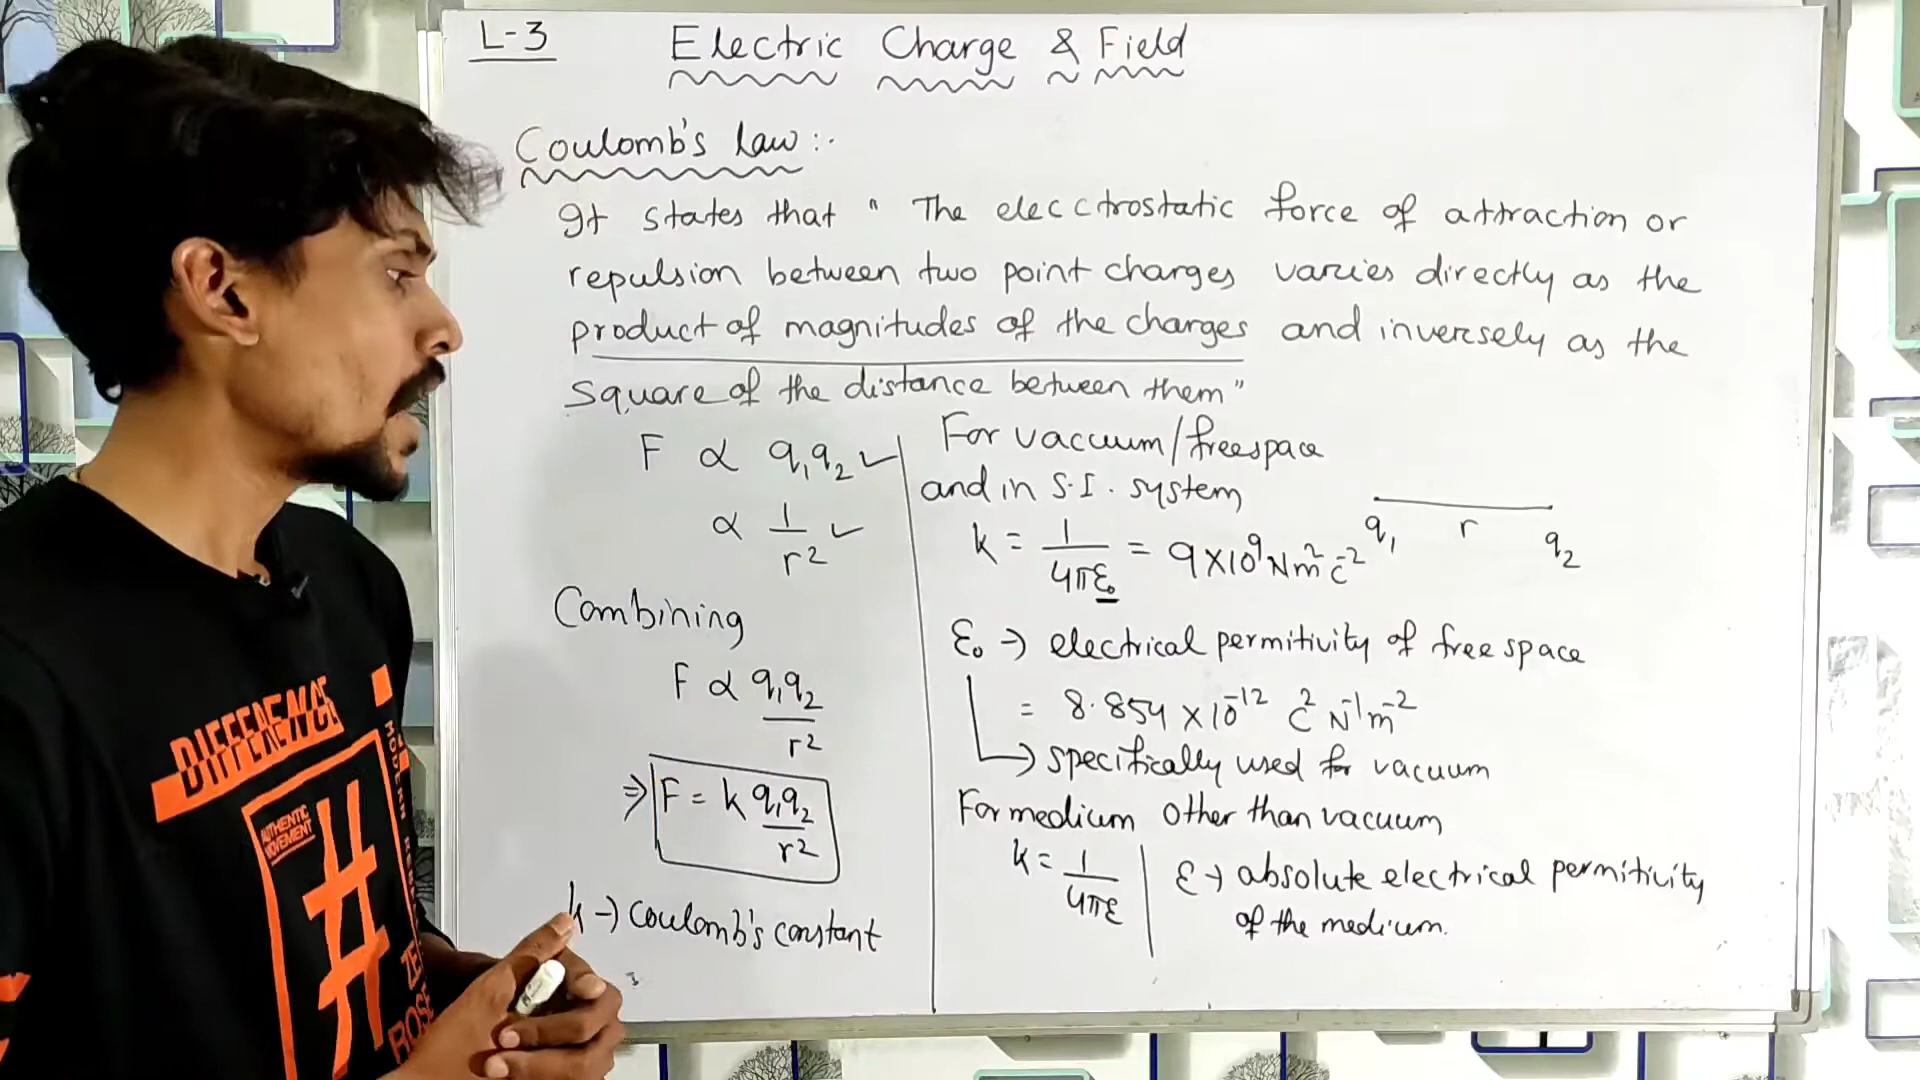 L-3
Electric Charge & Field
Coulomb's Law :-
It states that " The elecctrostatic force of attraction or
repulsion between two point charges varies directly as the
product of magnitudes of the charges and inversely as the
square of the distance between them"
F ∝ q₁q₂ ✓
∝ 1/r² ✓
Combining
F ∝ q₁q₂/r²
⇒ F = k q₁q₂/r²
k → Coulomb's constant
For vacuum/freespace
and in S.I. system
k = 1/4πε₀ = 9×10⁹ Nm²C⁻²
q₁ r q₂
ε₀ → electrical permitivity of free space
= 8.854 × 10⁻¹² C² N⁻¹ m⁻²
→ specifically used for vacuum
For medium other than vacuum
k = 1/4πε
ε → absolute electrical permitivity
of the medium.
DIFFERENCE
AUTHENTIC
MOVEMENT
#
MODERN